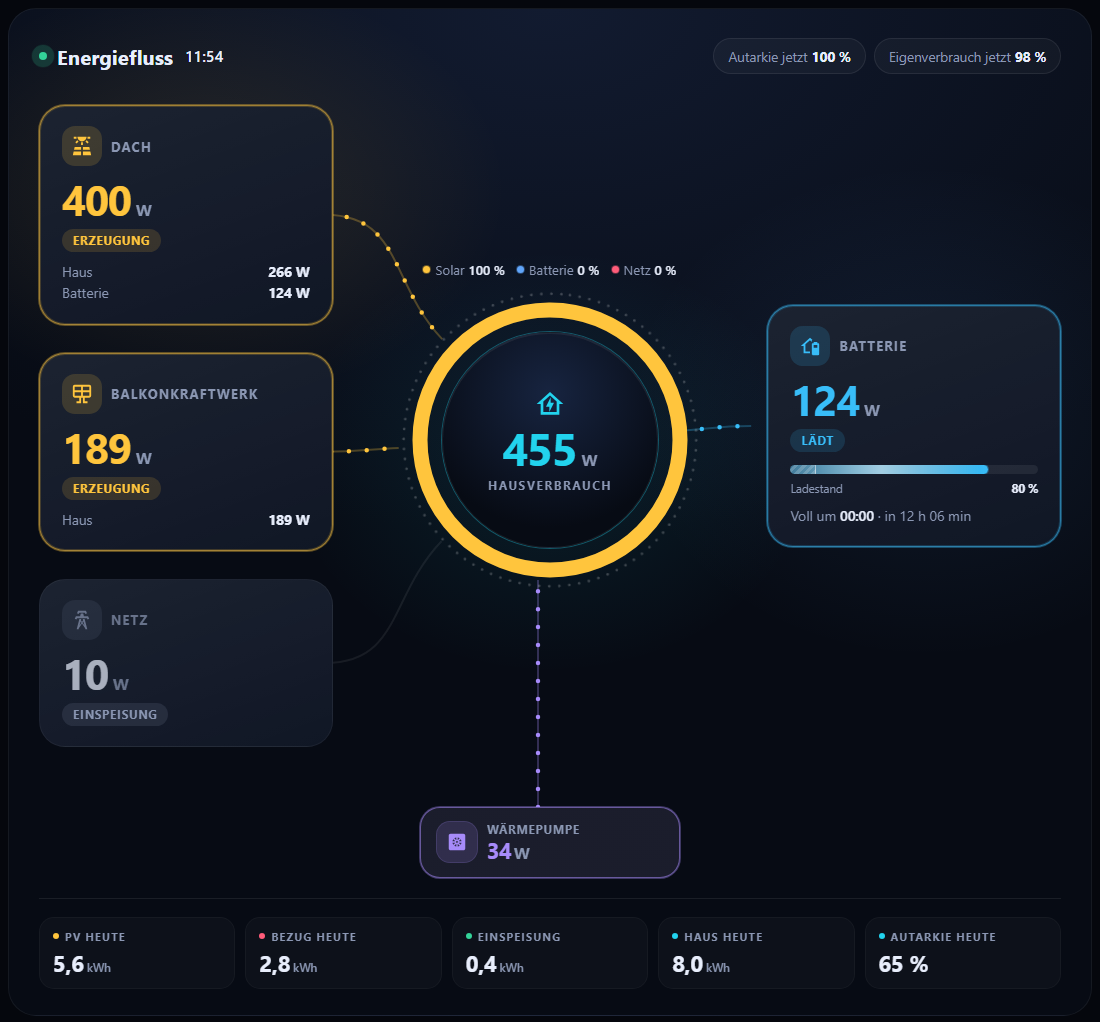 Energiefluss 11:54
Autarkie jetzt 100 %
Eigenverbrauch jetzt 98 %
DACH
400 W
ERZEUGUNG
Haus 266 W
Batterie 124 W
Solar 100 % Batterie 0 % Netz 0 %
BALKONKRAFTWERK
189 W
ERZEUGUNG
Haus 189 W
455 W
HAUSVERBRAUCH
BATTERIE
124 W
LÄDT
Ladestand 80 %
Voll um 00:00 · in 12 h 06 min
NETZ
10 W
EINSPEISUNG
WÄRMEPUMPE
34 W
PV HEUTE
5,6 kWh
BEZUG HEUTE
2,8 kWh
EINSPEISUNG
0,4 kWh
HAUS HEUTE
8,0 kWh
AUTARKIE HEUTE
65 %